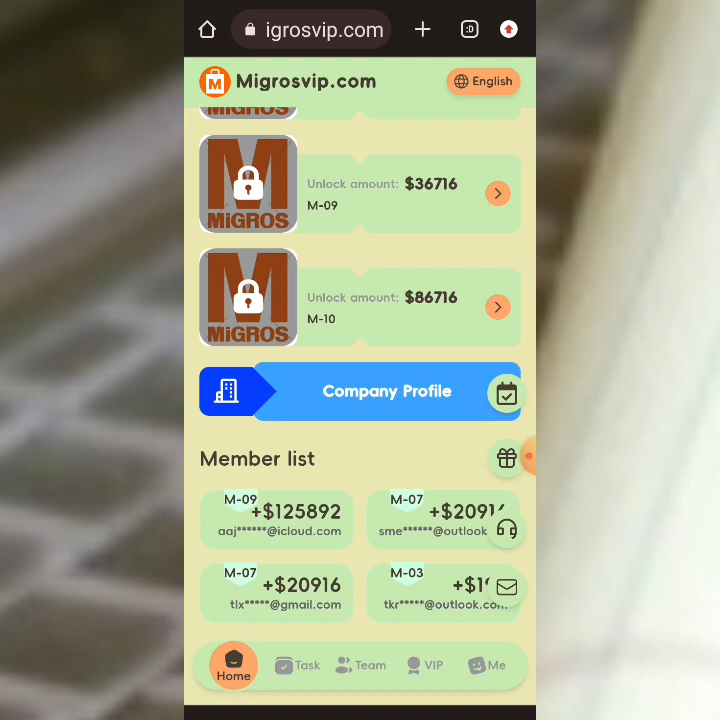 igrosvip.com
:D
M Migrosvip.com
English
MIGROS
M
MIGROS
Unlock amount: $36716
M-09
M
MIGROS
Unlock amount: $86716
M-10
Company Profile
Member list
M-09
+$125892
aaj******@icloud.com
M-07
sme******@outlook
M-07
+$20916
tlx*****@gmail.com
M-03
tkr*****@outlook.com
Home
Task
Team
VIP
Me